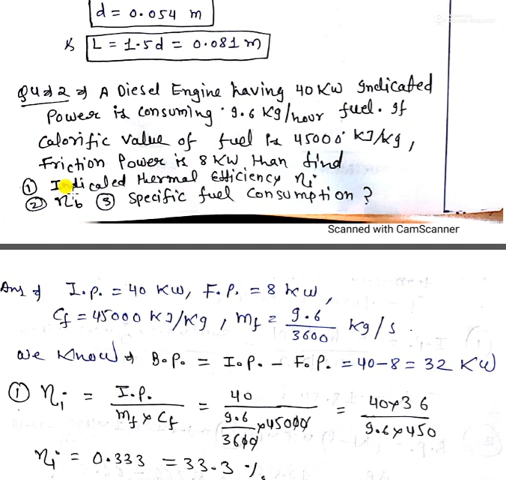 d = 0.054 m
& L = 1.5d = 0.081 m
Que 2 → A Diesel Engine having 40 KW Indicated
Power is consuming 9.6 Kg/hour fuel. If
Calorific value of fuel is 45000 KJ/Kg,
Friction Power is 8 KW, than find
① Indicated thermal Efficiency ηi
② ηb ③ Specific fuel Consumption ?
Scanned with CamScanner
Ans → I.P. = 40 KW, F.P. = 8 KW,
Cf = 45000 KJ/Kg, mf = 9.6/3600 Kg/s.
We Know → B.P. = I.P. - F.P. = 40-8 = 32 KW
① ηi = I.P./(mf × Cf) = 40/(9.6/3600 × 45000) = 40×36/(9.6×450)
ηi = 0.333 = 33.3 %